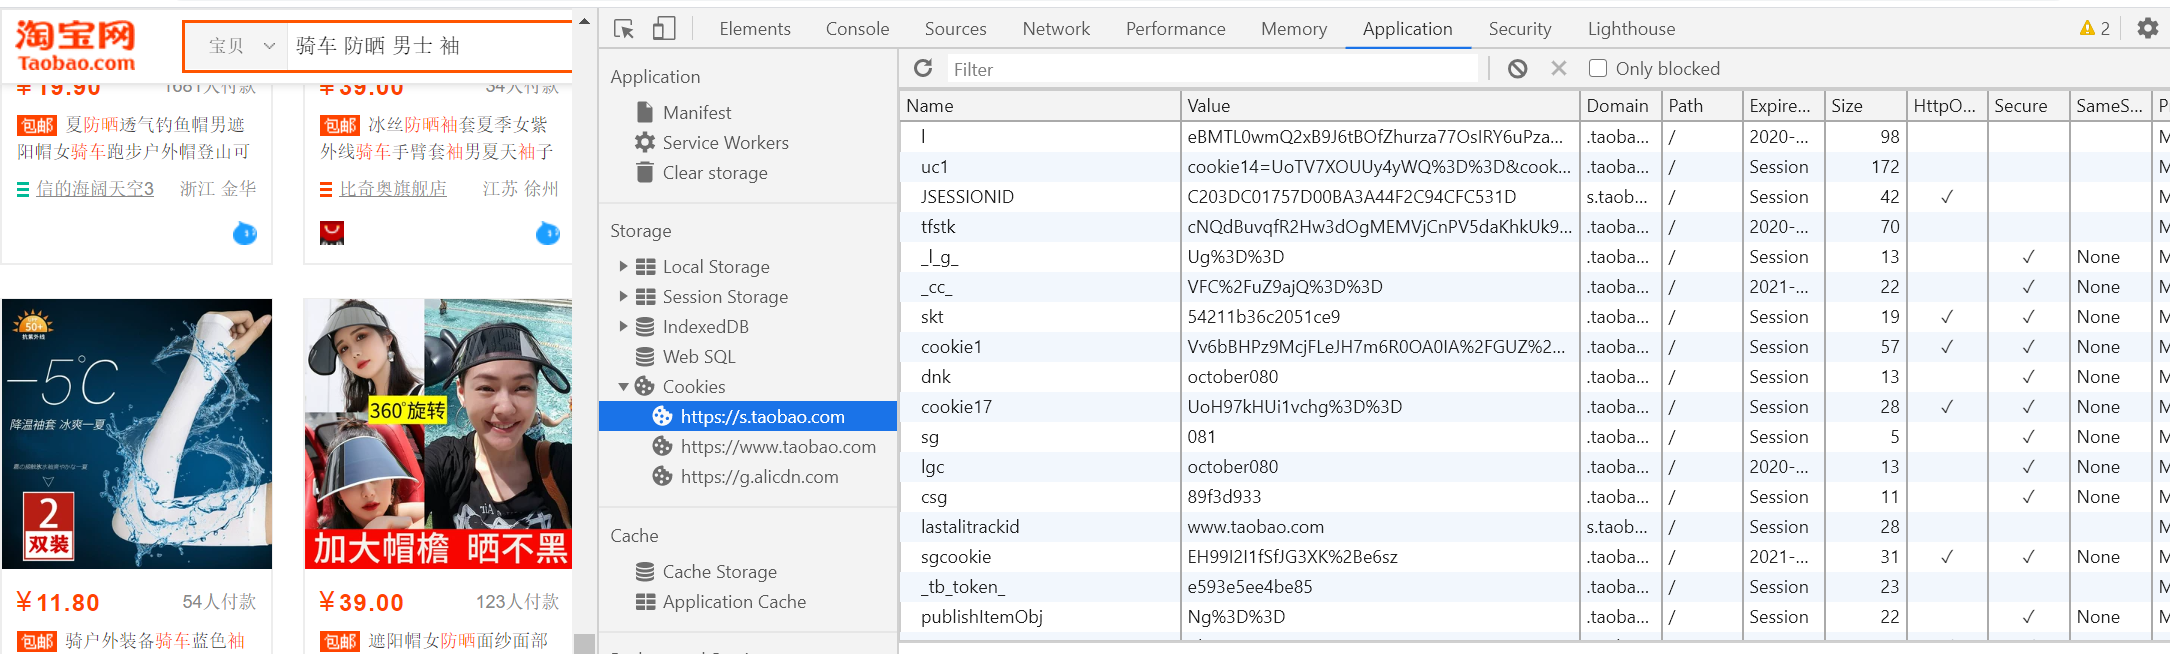 淘宝网
Taobao.com
宝贝
骑车 防晒 男士 袖
¥19.90 1681人付款
¥39.00 34人付款
包邮 夏防晒透气钓鱼帽男遮
阳帽女骑车跑步户外帽登山可
信的海阔天空3 浙江 金华
包邮 冰丝防晒袖套夏季女紫
外线骑车手臂套袖男夏天袖子
比奇奥旗舰店 江苏 徐州
50+
抗紫外线
-5℃
降温袖套 冰爽一夏
2
双装
360°旋转
加大帽檐 晒不黑
¥11.80 54人付款
¥39.00 123人付款
包邮 骑户外装备骑车蓝色袖
包邮 遮阳帽女防晒面纱面部
Elements Console Sources Network Performance Memory Application Security Lighthouse 2
Application
Manifest
Service Workers
Clear storage
Storage
Local Storage
Session Storage
IndexedDB
Web SQL
Cookies
https://s.taobao.com
https://www.taobao.com
https://g.alicdn.com
Cache
Cache Storage
Application Cache
Filter Only blocked
Name Value Domain Path Expire... Size HttpO... Secure SameS... P
l eBMTL0wmQ2xB9J6tBOfZhurza77OsIRY6uPza... .taoba... / 2020-... 98 M
uc1 cookie14=UoTV7XOUUy4yWQ%3D%3D&cook... .taoba... / Session 172 M
JSESSIONID C203DC01757D00BA3A44F2C94CFC531D s.taob... / Session 42 ✓ M
tfstk cNQdBuvqfR2Hw3dOgMEMVjCnPV5daKhkUk9... .taoba... / 2020-... 70 M
_l_g_ Ug%3D%3D .taoba... / Session 13 ✓ None M
_cc_ VFC%2FuZ9ajQ%3D%3D .taoba... / 2021-... 22 ✓ None M
skt 54211b36c2051ce9 .taoba... / Session 19 ✓ ✓ None M
cookie1 Vv6bBHPz9McjFLeJH7m6R0OA0IA%2FGUZ%2... .taoba... / Session 57 ✓ ✓ None M
dnk october080 .taoba... / Session 13 ✓ None M
cookie17 UoH97kHUi1vchg%3D%3D .taoba... / Session 28 ✓ ✓ None M
sg 081 .taoba... / Session 5 ✓ None M
lgc october080 .taoba... / 2020-... 13 ✓ None M
csg 89f3d933 .taoba... / Session 11 ✓ None M
lastalitrackid www.taobao.com s.taob... / Session 28 M
sgcookie EH99I2I1fSfJG3XK%2Be6sz .taoba... / 2021-... 31 ✓ ✓ None M
_tb_token_ e593e5ee4be85 .taoba... / Session 23 M
publishItemObj Ng%3D%3D .taoba... / Session 22 ✓ None M